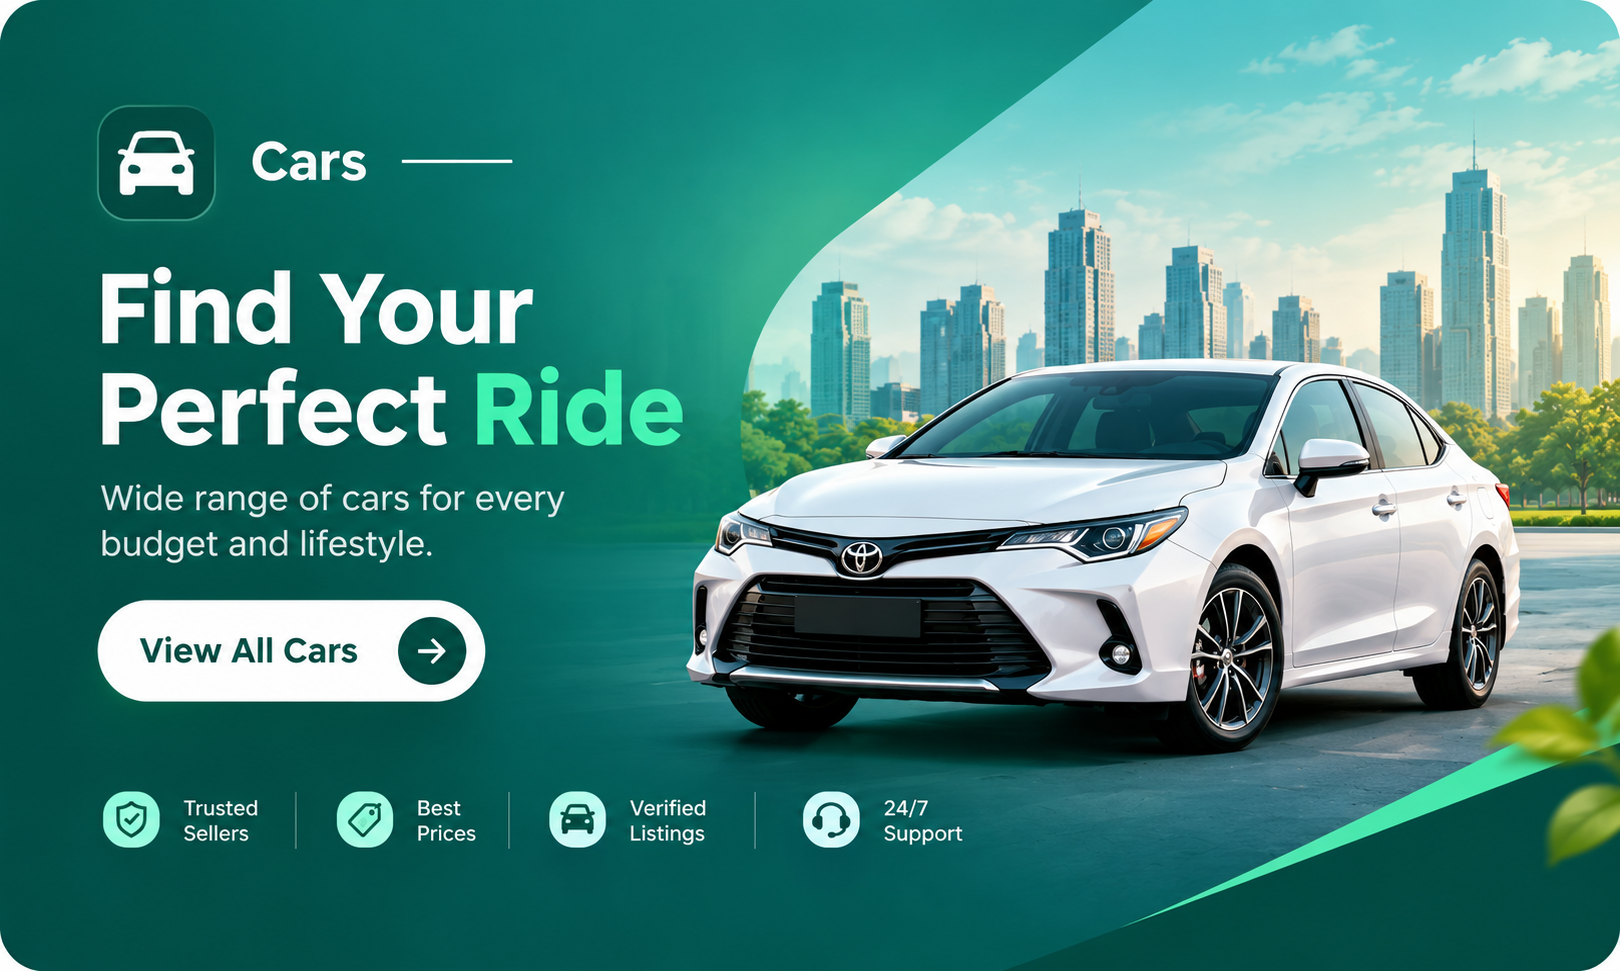 Cars
Find Your
Perfect Ride
Wide range of cars for every
budget and lifestyle.
View All Cars
Trusted
Sellers
Best
Prices
Verified
Listings
24/7
Support